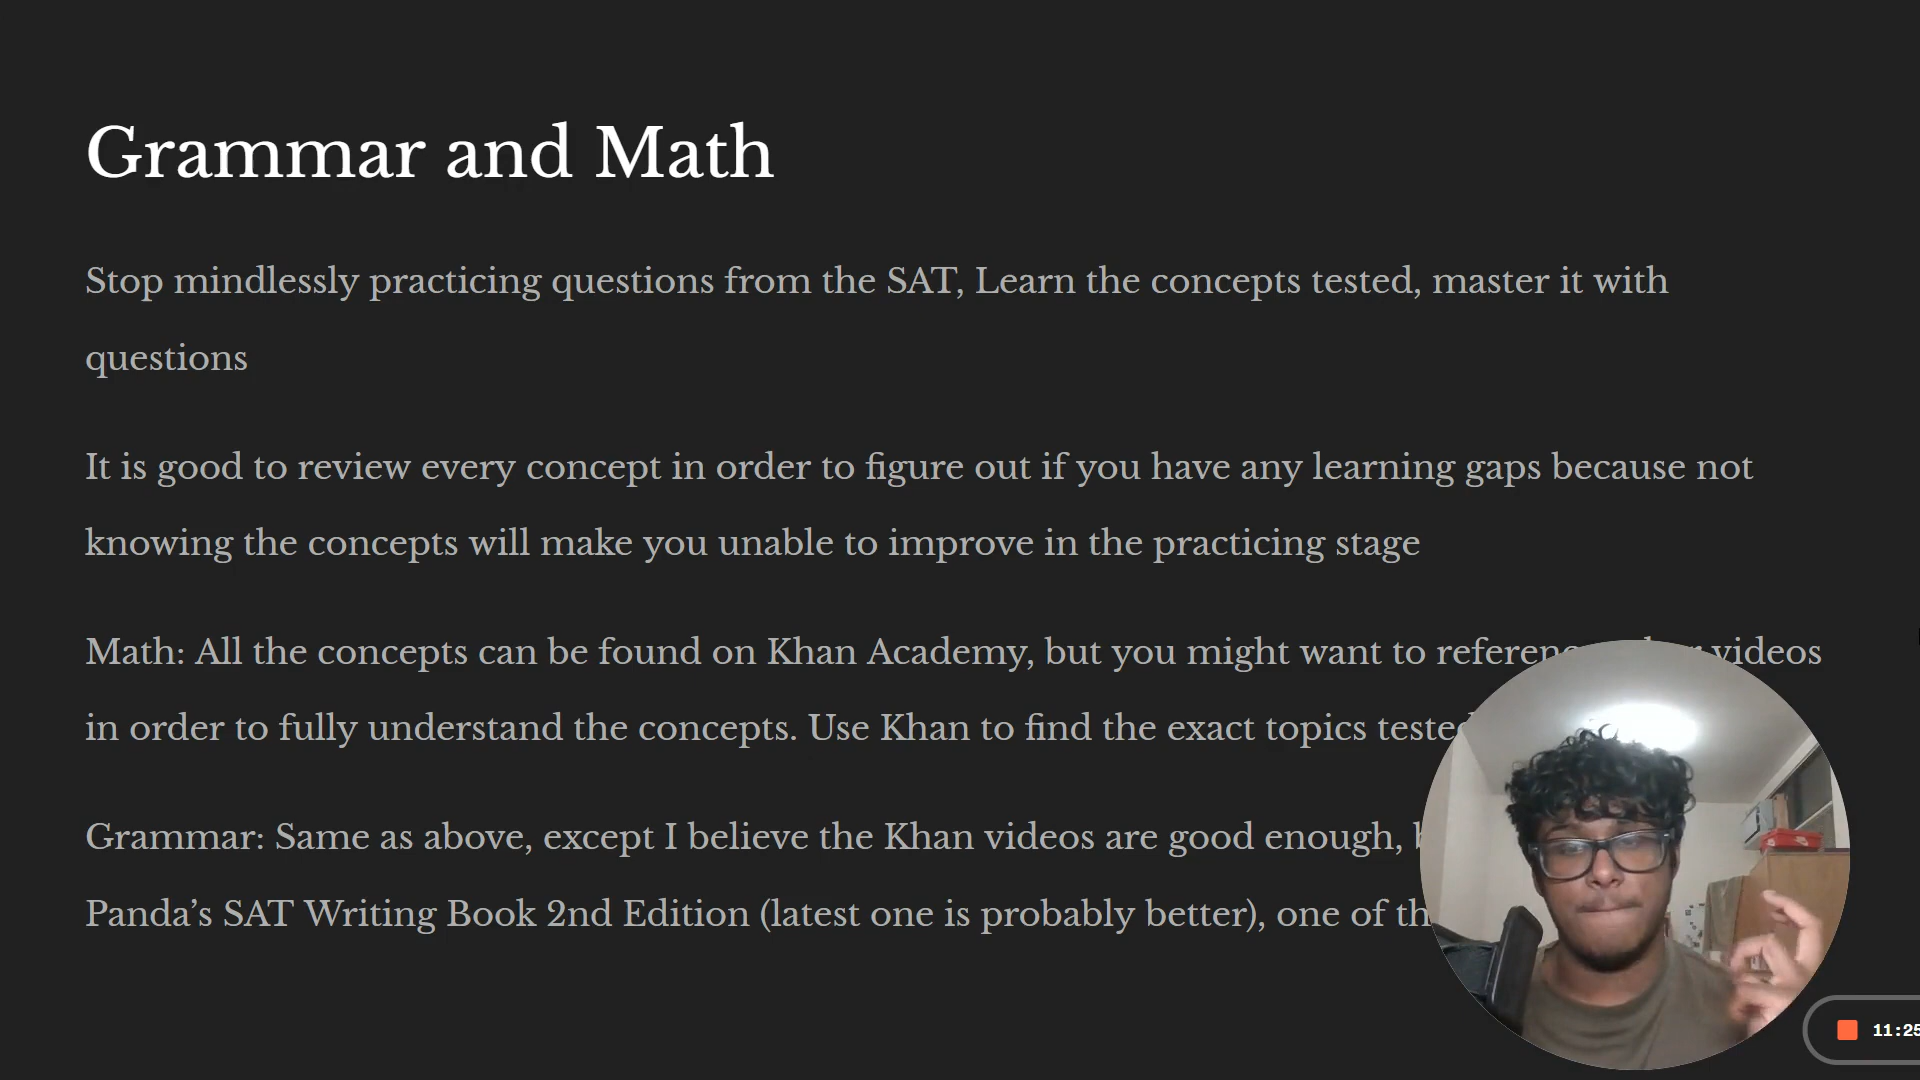 Grammar and Math
Stop mindlessly practicing questions from the SAT, Learn the concepts tested, master it with
questions
It is good to review every concept in order to figure out if you have any learning gaps because not
knowing the concepts will make you unable to improve in the practicing stage
Math: All the concepts can be found on Khan Academy, but you might want to videos
in order to fully understand the concepts. Use Khan to find the exact topics tested
Grammar: Same as above, except I believe the Khan videos are good enough,
Panda’s SAT Writing Book 2nd Edition (latest one is probably better), one of
11:25